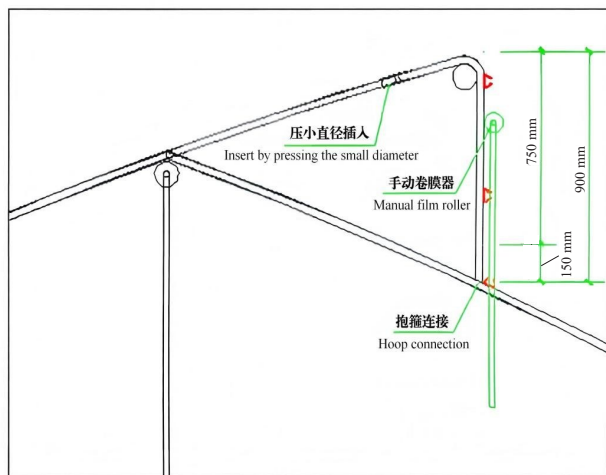 压小直径插入
Insert by pressing the small diameter
手动卷膜器
Manual film roller
750 mm
900 mm
150 mm
抱箍连接
Hoop connection